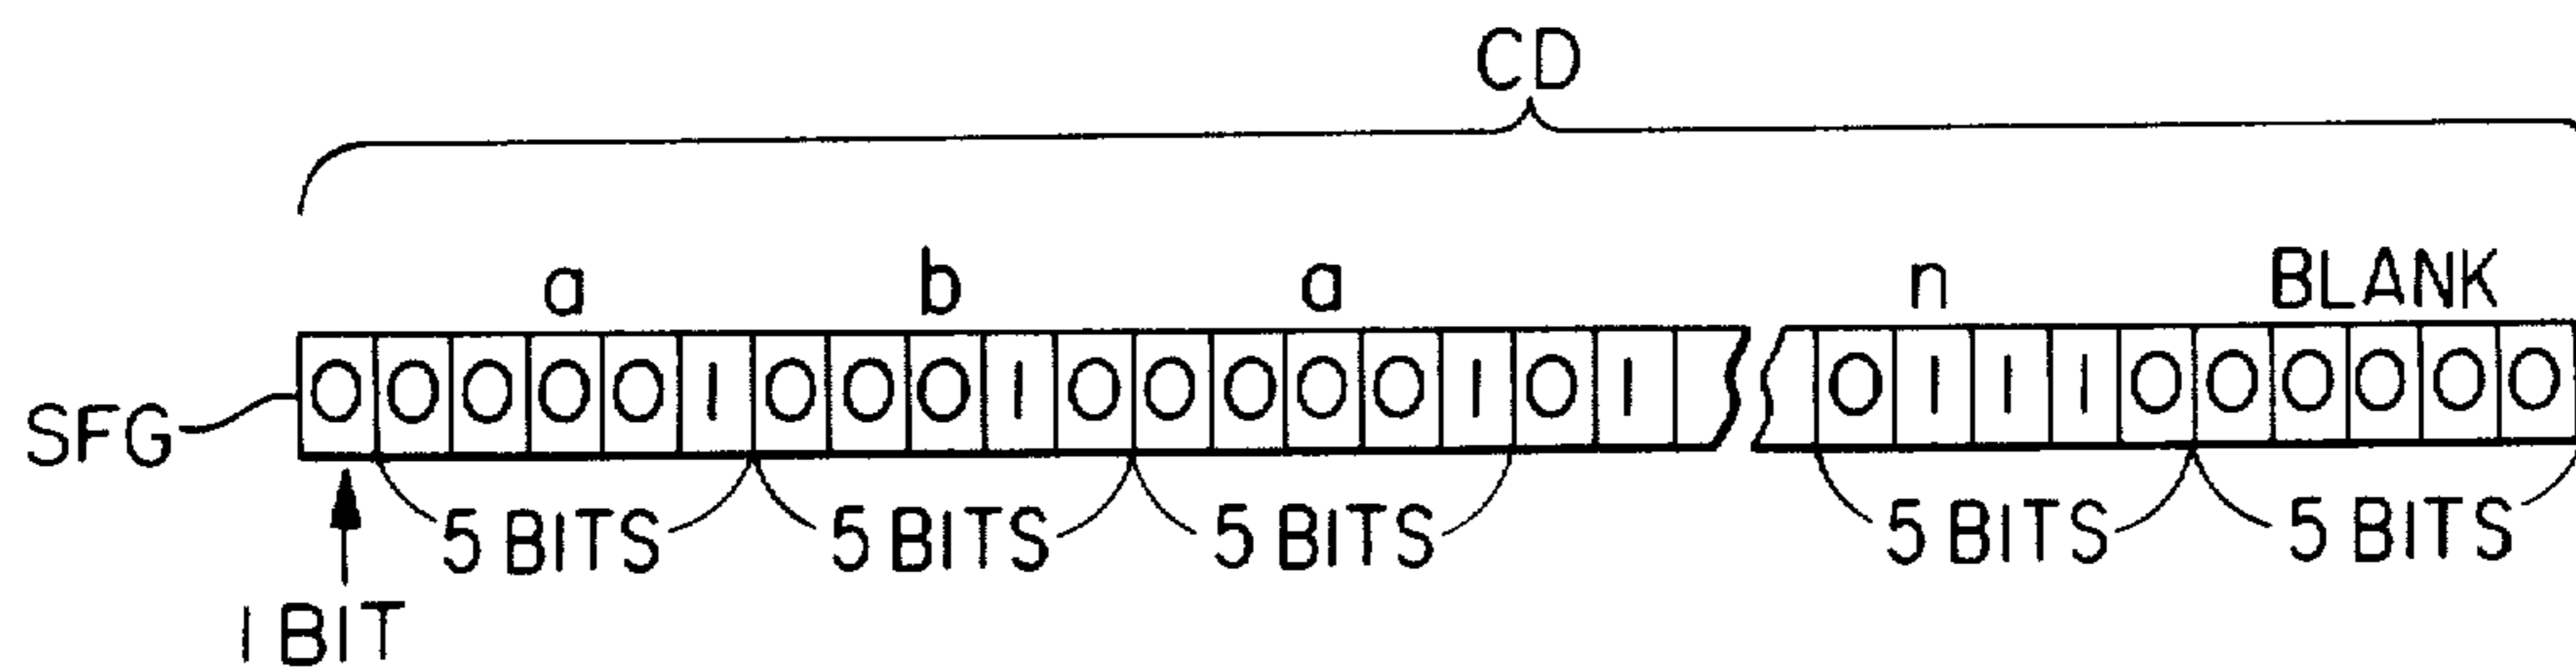 CD
a b a n BLANK
SFG 0 0 0 0 0 1 0 0 0 1 0 0 0 0 0 1 0 1 0 1 1 1 0 0 0 0 0 0
5 BITS 5 BITS 5 BITS 5 BITS 5 BITS
1 BIT